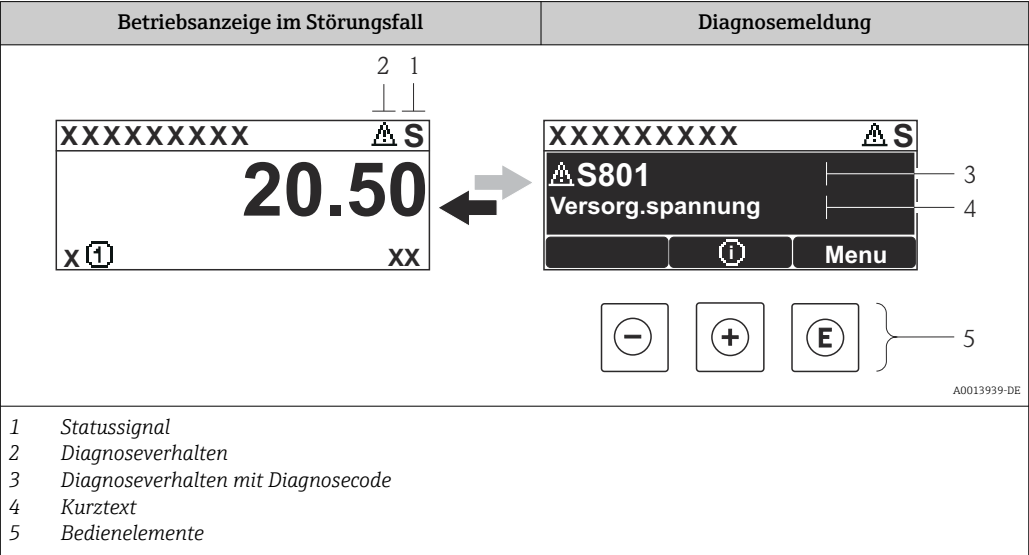 Betriebsanzeige im Störungsfall
Diagnosemeldung
2 1
XXXXXXXXX S
20.50
x 1 XX
XXXXXXXXX S
S801 3
Versorg.spannung 4
i Menu
- + E 5
A0013939-DE
1 Statussignal
2 Diagnoseverhalten
3 Diagnoseverhalten mit Diagnosecode
4 Kurztext
5 Bedienelemente